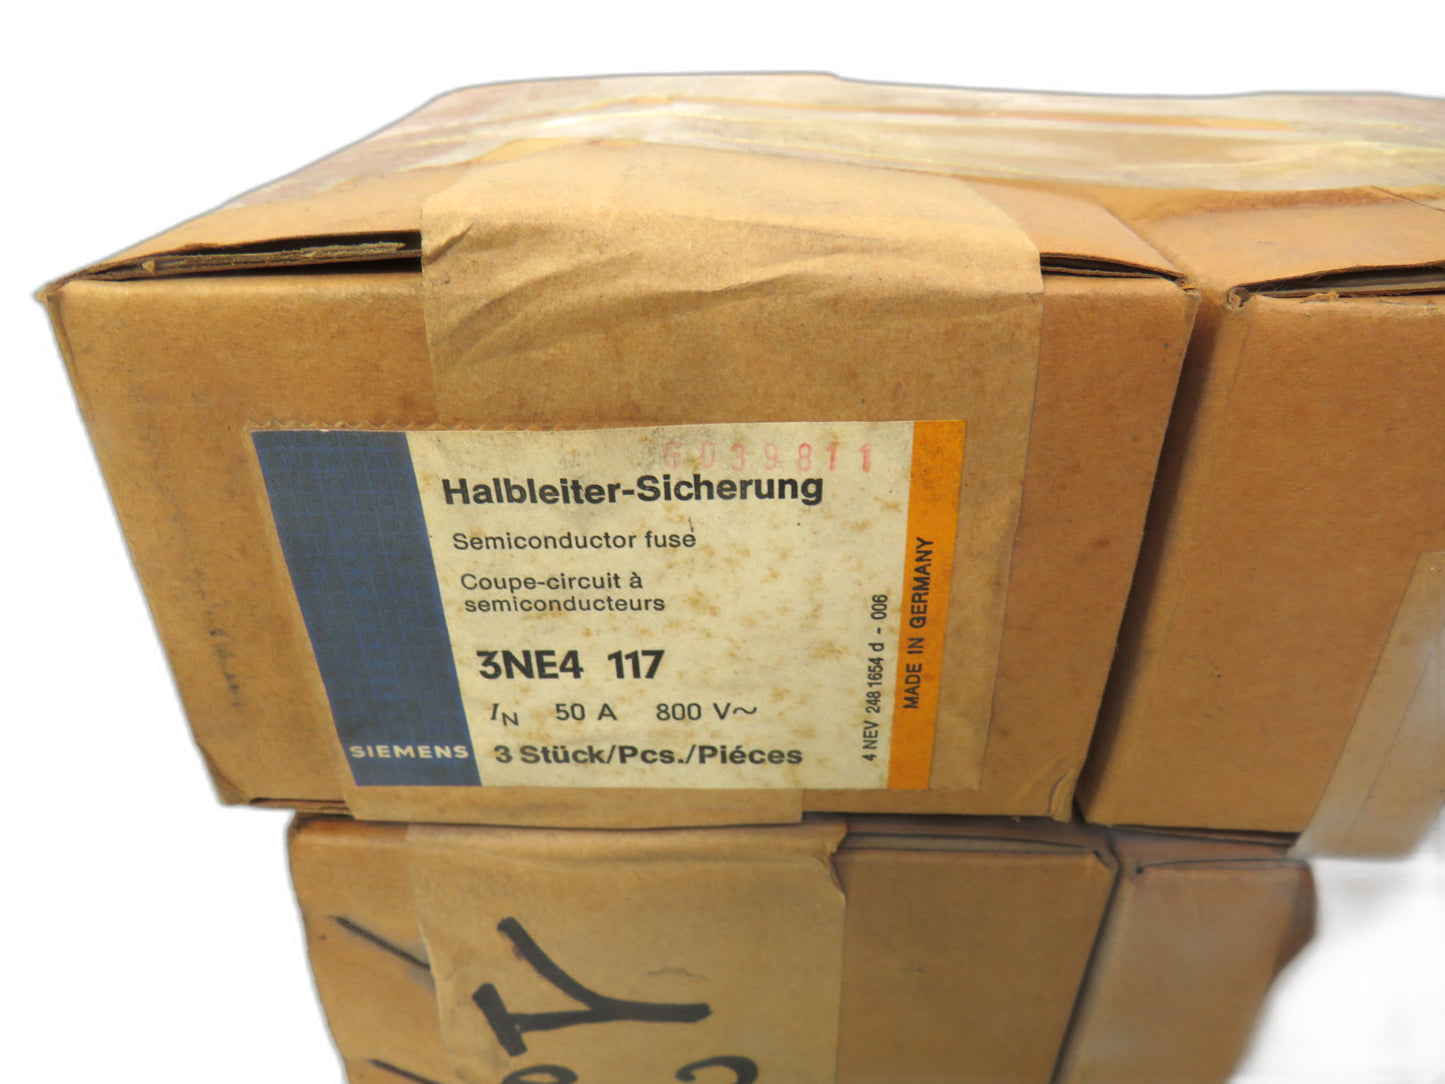 6039811
Halbleiter-Sicherung
Semiconductor fuse
Coupe-circuit à
semiconducteurs
3NE4 117
IN 50 A 800 V~
3 Stück/Pcs./Piéces
SIEMENS
4 NEV 248 1654 d - 006
MADE IN GERMANY